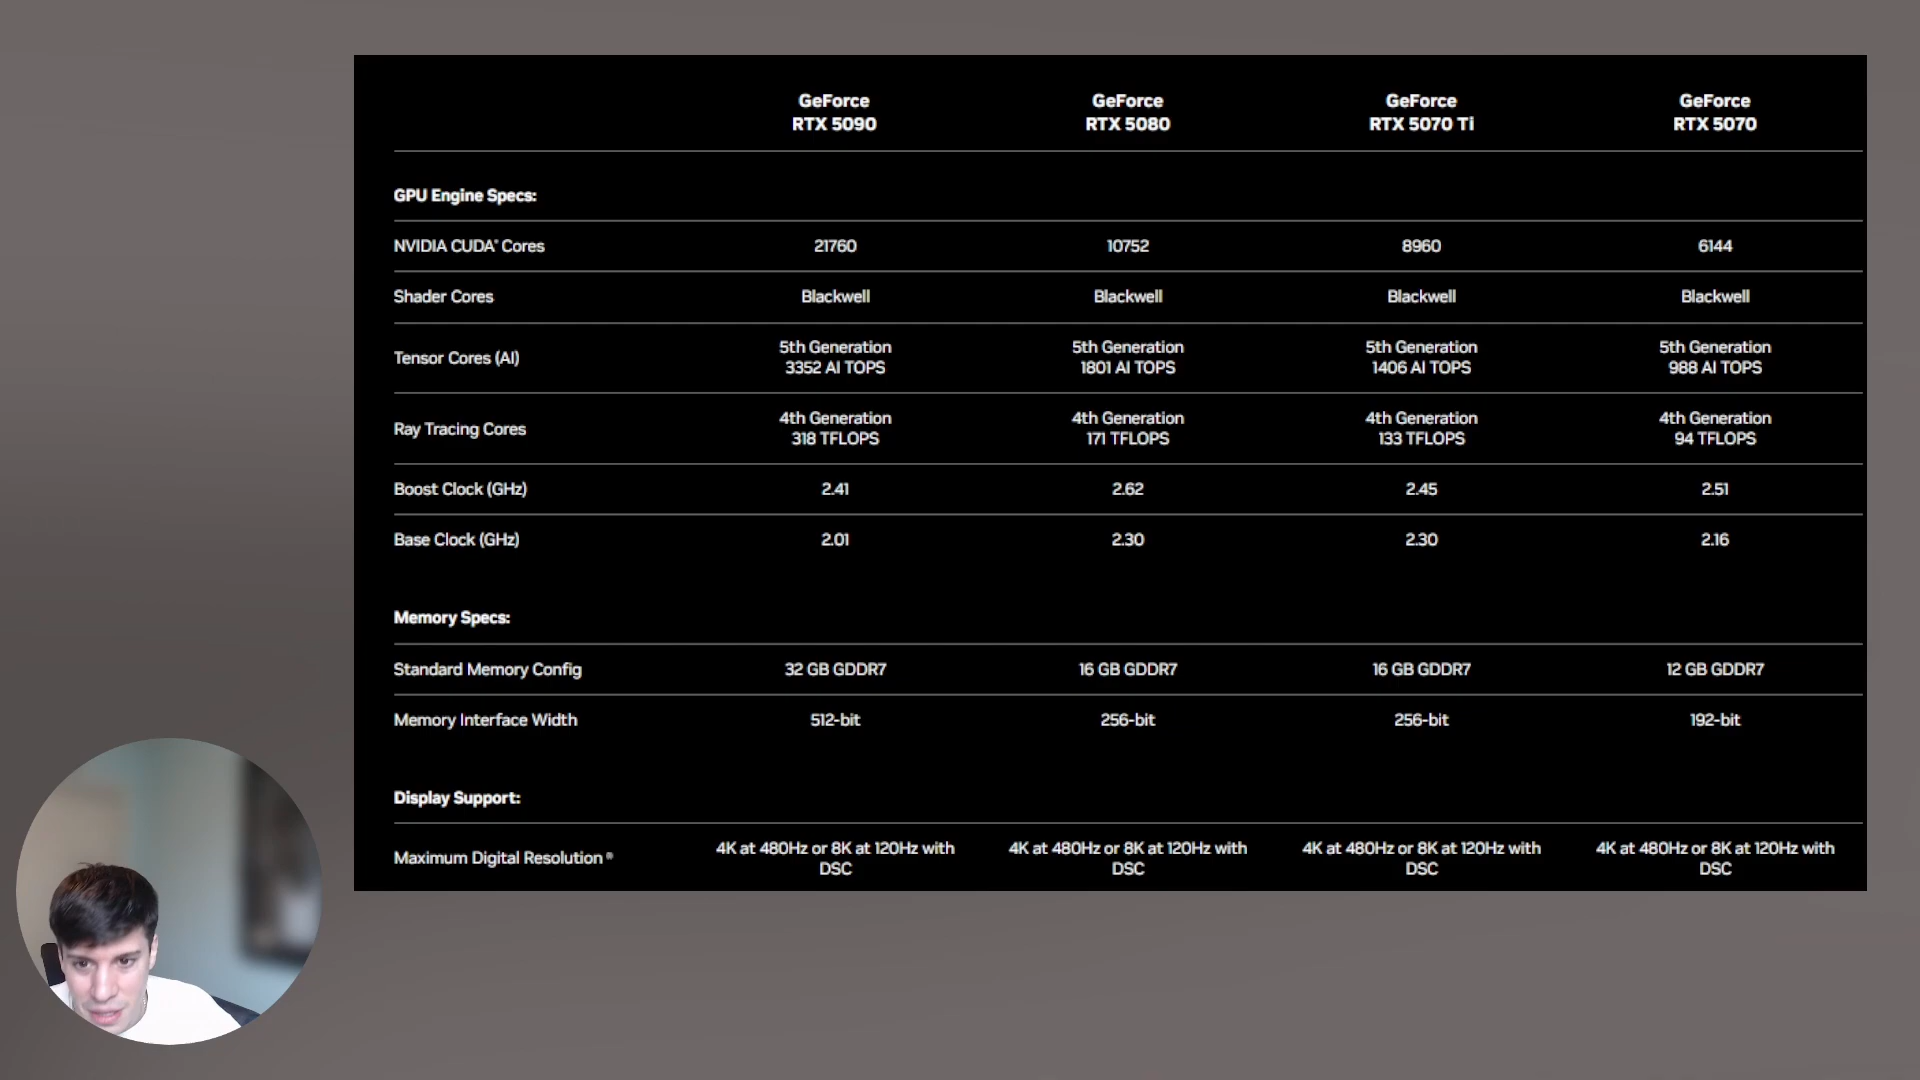 GeForce
RTX 5090
GeForce
RTX 5080
GeForce
RTX 5070 Ti
GeForce
RTX 5070
GPU Engine Specs:
NVIDIA CUDA® Cores 21760 10752 8960 6144
Shader Cores Blackwell Blackwell Blackwell Blackwell
Tensor Cores (AI)
5th Generation
3352 AI TOPS
5th Generation
1801 AI TOPS
5th Generation
1406 AI TOPS
5th Generation
988 AI TOPS
Ray Tracing Cores
4th Generation
318 TFLOPS
4th Generation
171 TFLOPS
4th Generation
133 TFLOPS
4th Generation
94 TFLOPS
Boost Clock (GHz) 2.41 2.62 2.45 2.51
Base Clock (GHz) 2.01 2.30 2.30 2.16
Memory Specs:
Standard Memory Config 32 GB GDDR7 16 GB GDDR7 16 GB GDDR7 12 GB GDDR7
Memory Interface Width 512-bit 256-bit 256-bit 192-bit
Display Support:
Maximum Digital Resolution
4K at 480Hz or 8K at 120Hz with
DSC
4K at 480Hz or 8K at 120Hz with
DSC
4K at 480Hz or 8K at 120Hz with
DSC
4K at 480Hz or 8K at 120Hz with
DSC